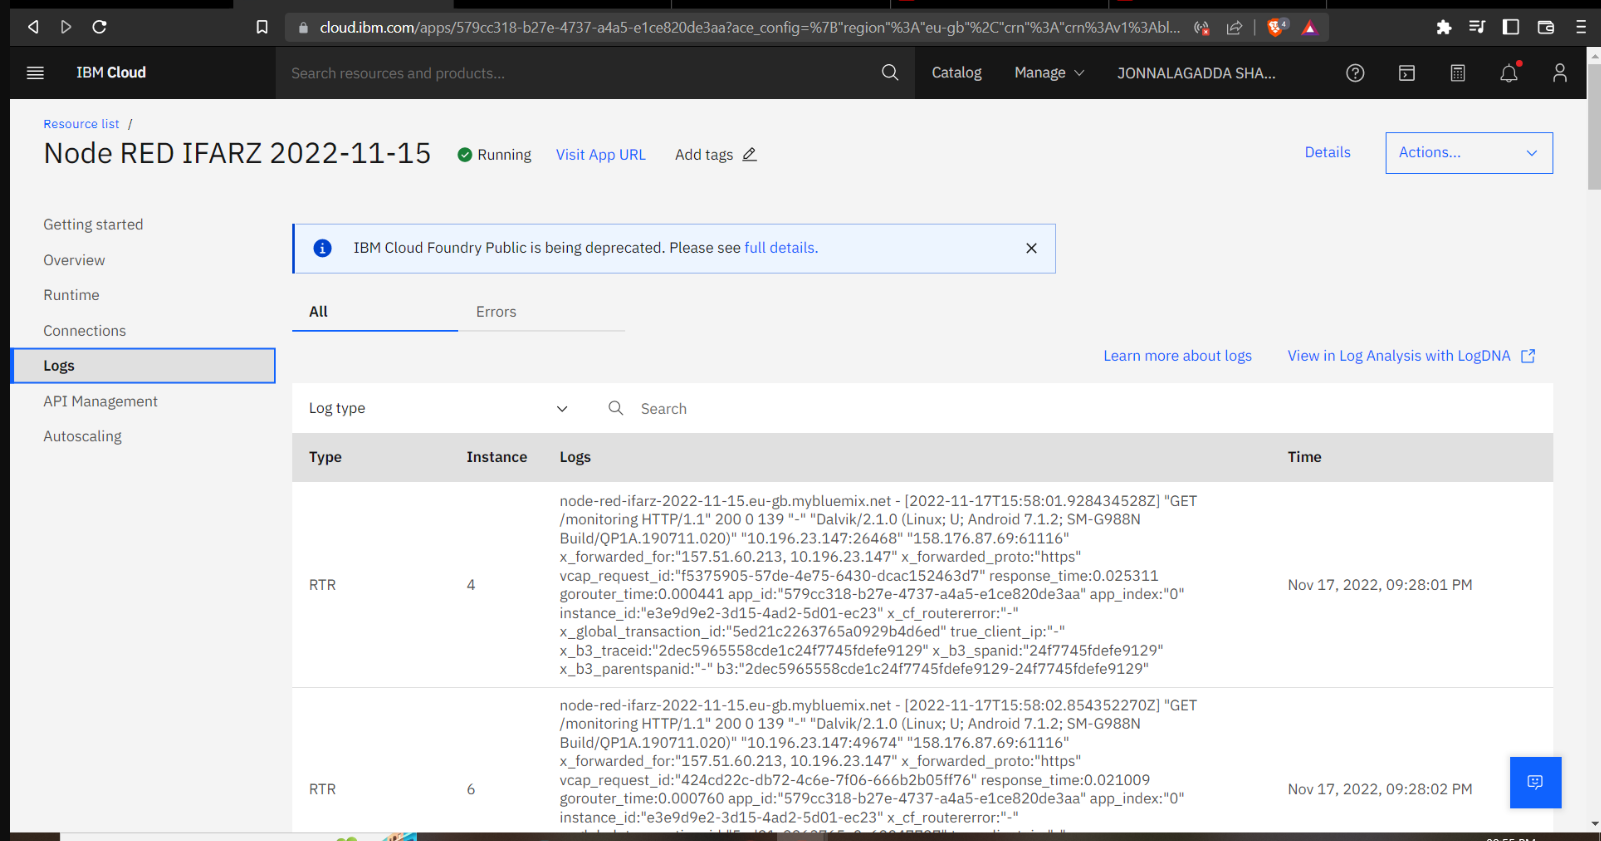 cloud.ibm.com/apps/579cc318-b27e-4737-a4a5-e1ce820de3aa?ace_config=%7B"region"%3A"eu-gb"%2C"crn"%3A"crn%3Av1%3Abl...
4
IBM Cloud
Search resources and products...
Catalog
Manage
JONNALAGADDA SHA...
Resource list /
Node RED IFARZ 2022-11-15
Running
Visit App URL
Add tags
Details
Actions...
Getting started
Overview
Runtime
Connections
Logs
API Management
Autoscaling
IBM Cloud Foundry Public is being deprecated. Please see full details.
All
Errors
Learn more about logs
View in Log Analysis with LogDNA
Log type
Search
Type Instance Logs Time
node-red-ifarz-2022-11-15.eu-gb.mybluemix.net - [2022-11-17T15:58:01.928434528Z] "GET
/monitoring HTTP/1.1" 200 0 139 "-" "Dalvik/2.1.0 (Linux; U; Android 7.1.2; SM-G988N
Build/QP1A.190711.020)" "10.196.23.147:26468" "158.176.87.69:61116"
x_forwarded_for:"157.51.60.213, 10.196.23.147" x_forwarded_proto:"https"
vcap_request_id:"f5375905-57de-4e75-6430-dcac152463d7" response_time:0.025311
RTR 4
gorouter_time:0.000441 app_id:"579cc318-b27e-4737-a4a5-e1ce820de3aa" app_index:"0"
Nov 17, 2022, 09:28:01 PM
instance_id:"e3e9d9e2-3d15-4ad2-5d01-ec23" x_cf_routererror:"-"
x_global_transaction_id:"5ed21c2263765a0929b4d6ed" true_client_ip:"-"
x_b3_traceid:"2dec5965558cde1c24f7745fdefe9129" x_b3_spanid:"24f7745fdefe9129"
x_b3_parentspanid:"-" b3:"2dec5965558cde1c24f7745fdefe9129-24f7745fdefe9129"
node-red-ifarz-2022-11-15.eu-gb.mybluemix.net - [2022-11-17T15:58:02.854352270Z] "GET
/monitoring HTTP/1.1" 200 0 139 "-" "Dalvik/2.1.0 (Linux; U; Android 7.1.2; SM-G988N
Build/QP1A.190711.020)" "10.196.23.147:49674" "158.176.87.69:61116"
x_forwarded_for:"157.51.60.213, 10.196.23.147" x_forwarded_proto:"https"
vcap_request_id:"424cd22c-db72-4c6e-7f06-666b2b05ff76" response_time:0.021009
RTR 6
gorouter_time:0.000760 app_id:"579cc318-b27e-4737-a4a5-e1ce820de3aa" app_index:"0"
Nov 17, 2022, 09:28:02 PM
instance_id:"e3e9d9e2-3d15-4ad2-5d01-ec23" x_cf_routererror:"-"